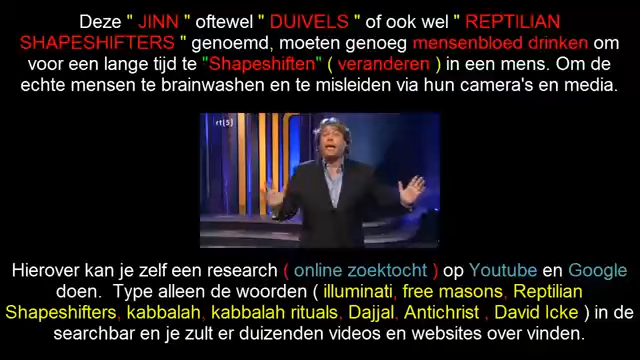 Deze " JINN " oftewel " DUIVELS " of ook wel " REPTILIAN
SHAPESHIFTERS " genoemd, moeten genoeg mensenbloed drinken om
voor een lange tijd te "Shapeshiften" ( veranderen ) in een mens. Om de
echte mensen te brainwashen en te misleiden via hun camera's en media.
rtl5
Hierover kan je zelf een research ( online zoektocht ) op Youtube en Google
doen. Type alleen de woorden ( illuminati, free masons, Reptilian
Shapeshifters, kabbalah, kabbalah rituals, Dajjal, Antichrist , David Icke ) in de
searchbar en je zult er duizenden videos en websites over vinden.